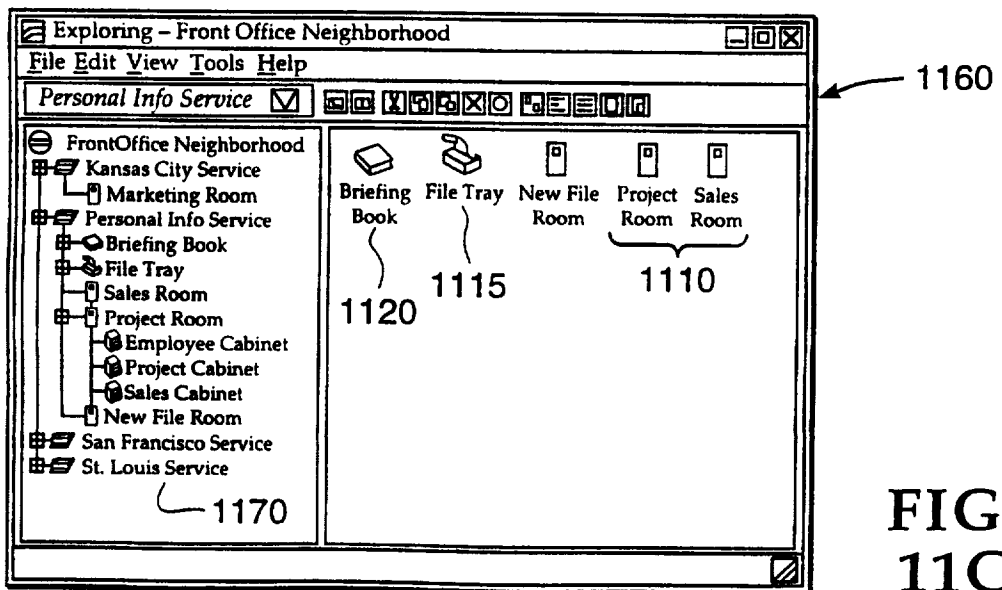 Exploring – Front Office Neighborhood
File Edit View Tools Help
1160
Personal Info Service
FrontOffice Neighborhood
Kansas City Service
Marketing Room
Personal Info Service
Briefing Book
File Tray
Sales Room
Project Room
Employee Cabinet
Project Cabinet
Sales Cabinet
New File Room
San Francisco Service
St. Louis Service
1170
Briefing Book
File Tray
New File Room
Project Room
Sales Room
1120
1115
1110
FIG
11C